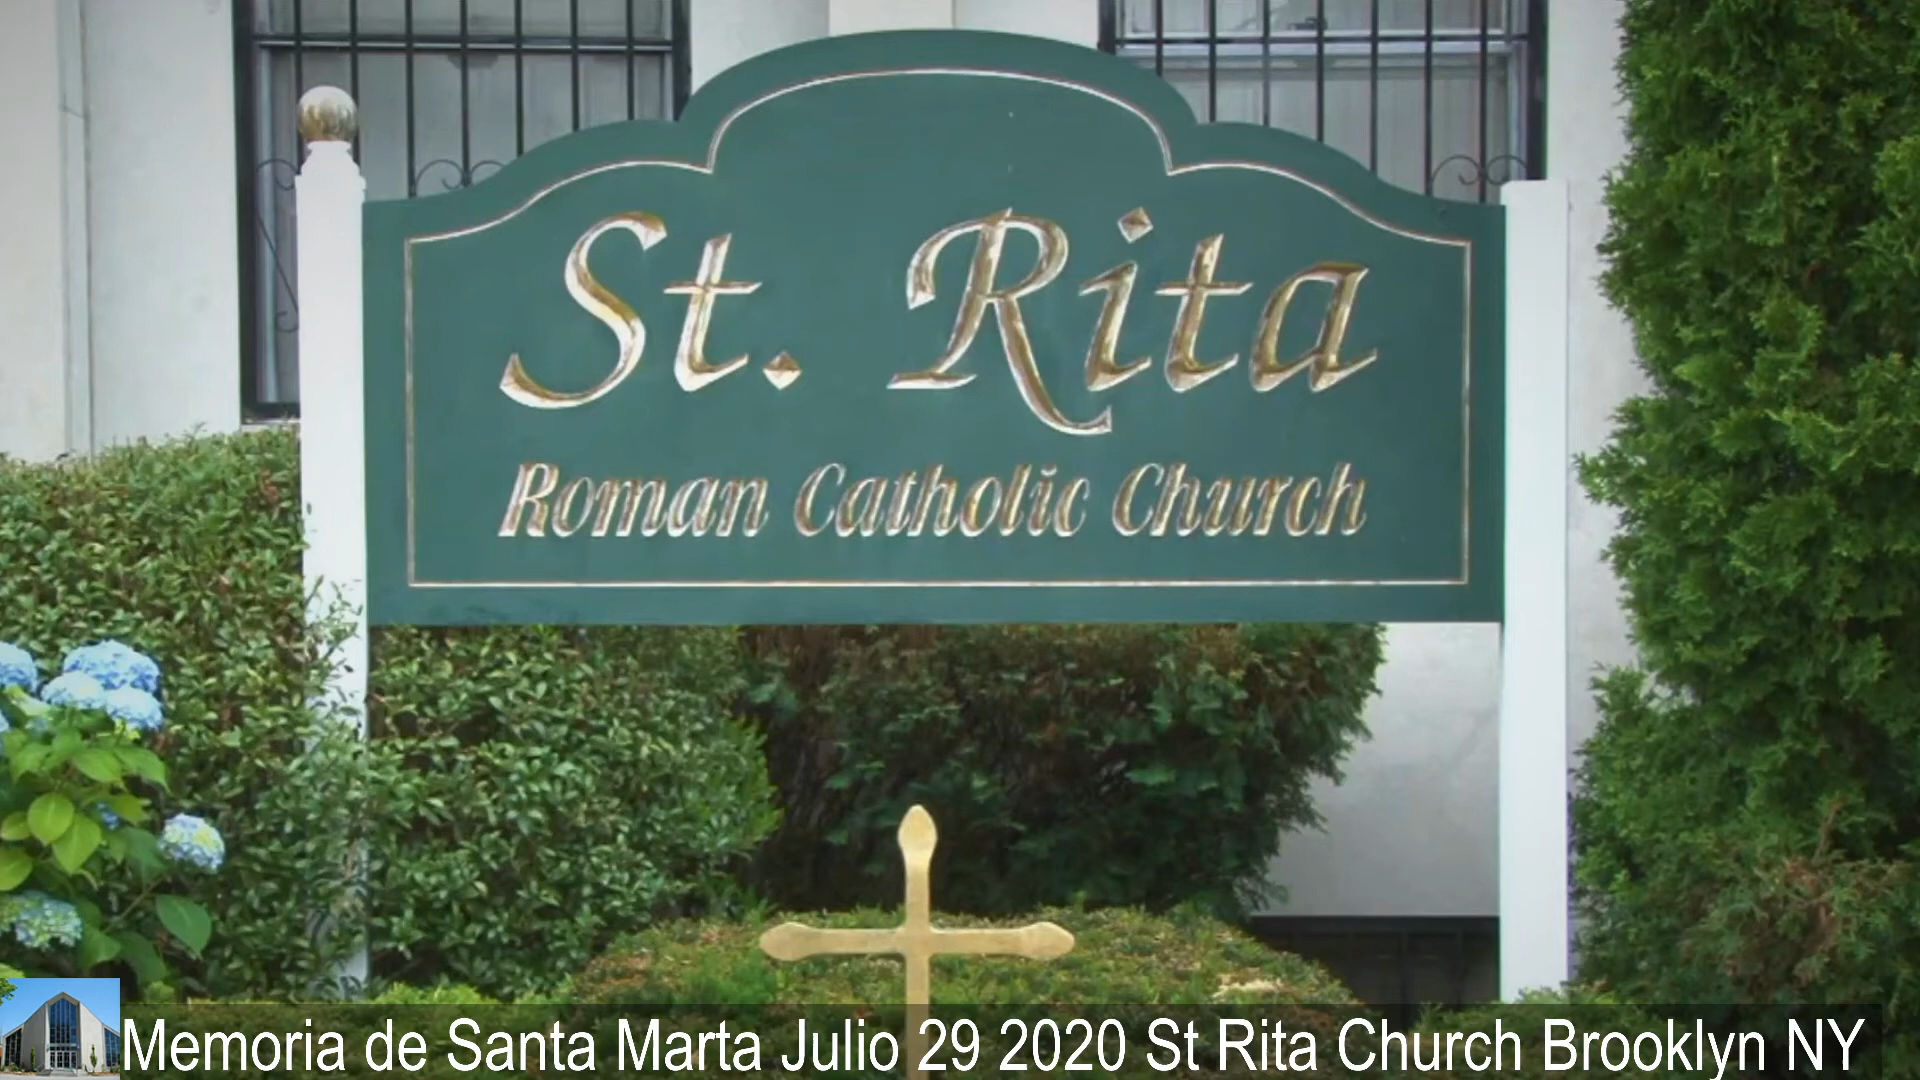 St. Rita
Roman Catholic Church
Memoria de Santa Marta Julio 29 2020 St Rita Church Brooklyn NY